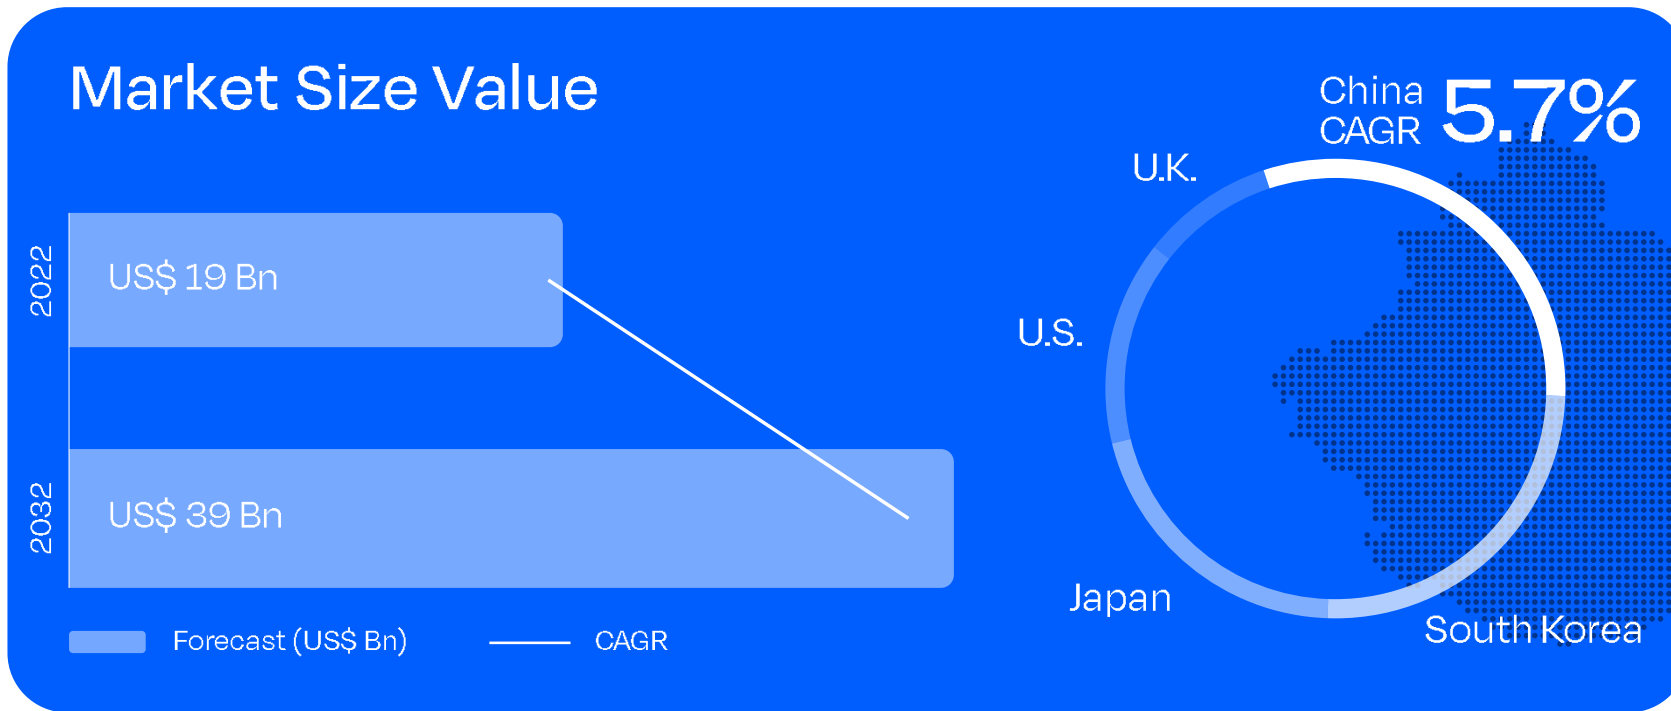 Market Size Value
2022
US$ 19 Bn
2032
US$ 39 Bn
Forecast (US$ Bn)
CAGR
China
CAGR
5.7%
U.K.
U.S.
Japan
South Korea